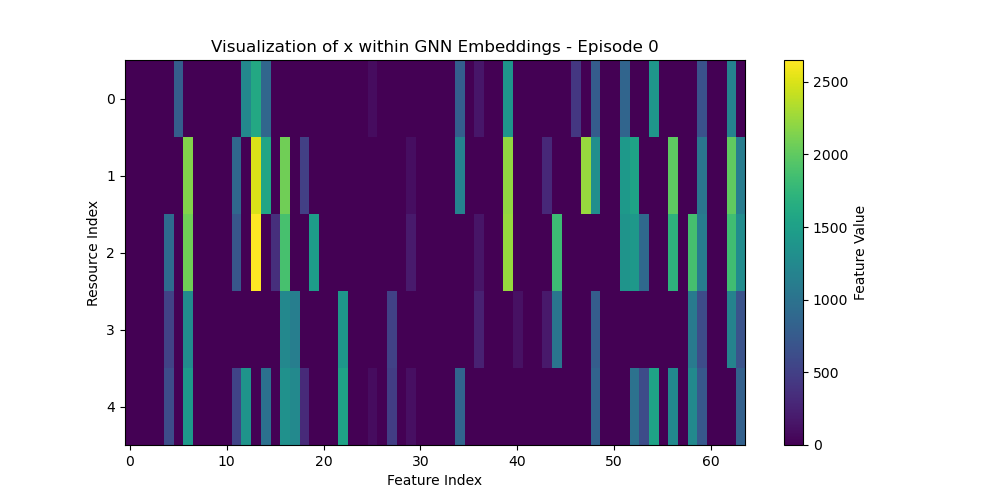 Visualization of x within GNN Embeddings - Episode 0
0
1
2
3
4
Resource Index
0 10 20 30 40 50 60
Feature Index
2500
2000
1500
1000
500
0
Feature Value